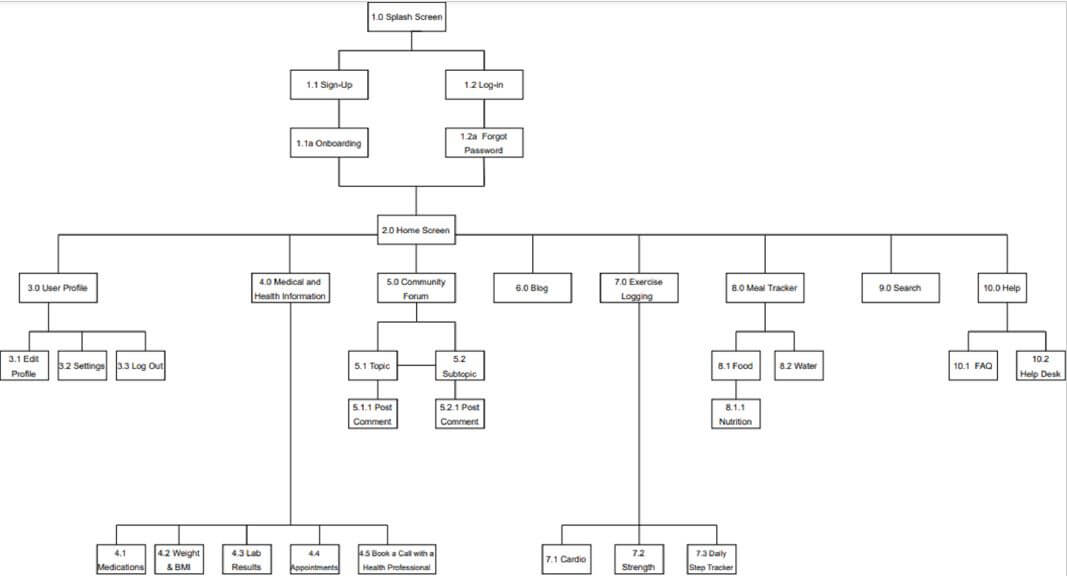 1.0 Splash Screen
1.1 Sign-Up
1.2 Log-in
1.1a Onboarding
1.2a Forgot
Password
2.0 Home Screen
3.0 User Profile
4.0 Medical and
Health Information
5.0 Community
Forum
6.0 Blog
7.0 Exercise
Logging
8.0 Meal Tracker
9.0 Search
10.0 Help
3.1 Edit
Profile
3.2 Settings
3.3 Log Out
5.1 Topic
5.2
Subtopic
8.1 Food
8.2 Water
10.1 FAQ
10.2
Help Desk
5.1.1 Post
Comment
5.2.1 Post
Comment
8.1.1
Nutrition
4.1
Medications
4.2 Weight
& BMI
4.3 Lab
Results
4.4
Appointments
4.5 Book a Call with a
Health Professional
7.1 Cardio
7.2
Strength
7.3 Daily
Step Tracker